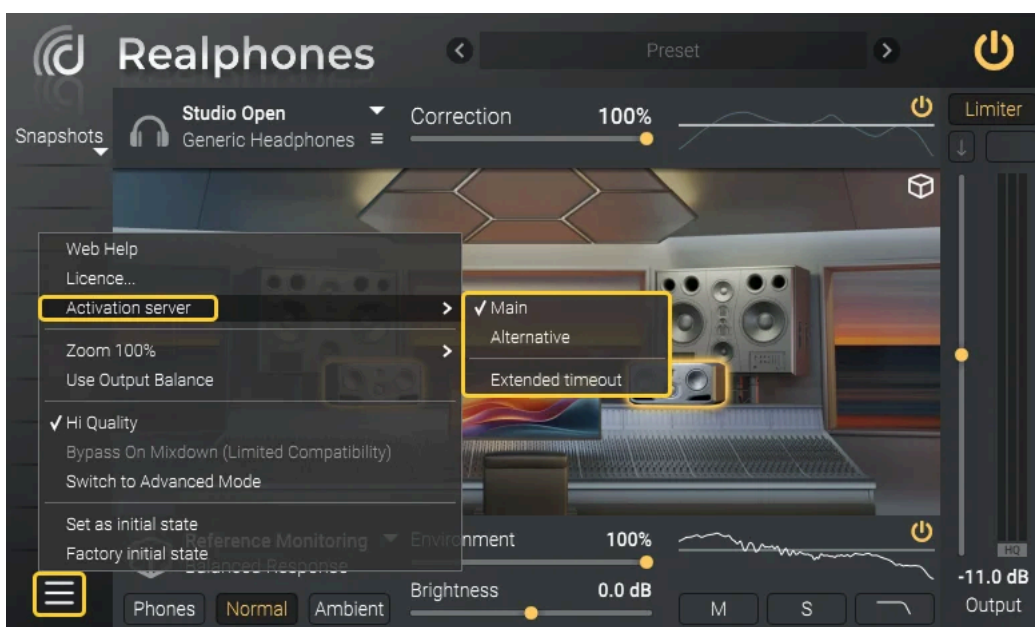 Realphones
Preset
Snapshots
Studio Open
Generic Headphones
Correction
100%
Limiter
Web Help
Licence...
Activation server
Zoom 100%
Use Output Balance
Hi Quality
Bypass On Mixdown (Limited Compatibility)
Switch to Advanced Mode
Set as initial state
Factory initial state
Main
Alternative
Extended timeout
Reference Monitoring
Balanced Response
Environment
100%
Brightness
0.0 dB
Phones
Normal
Ambient
M
S
HQ
-11.0 dB
Output